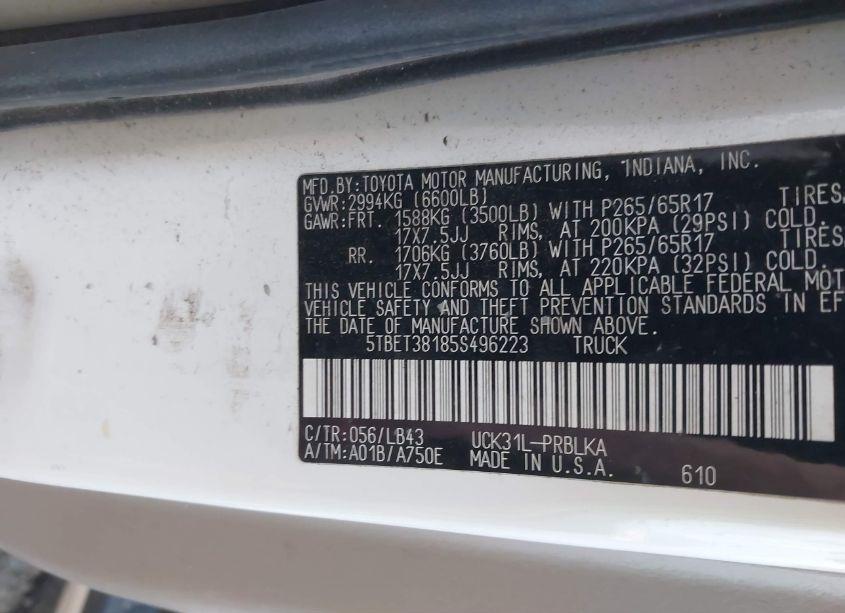 MFD.BY:TOYOTA MOTOR MANUFACTURING, INDIANA, INC.
GVWR:2994KG (6600LB)
GAWR:FRT. 1588KG (3500LB) WITH P265/65R17 TIRES,
17X7.5JJ RIMS, AT 200KPA (29PSI) COLD.
RR. 1706KG (3760LB) WITH P265/65R17 TIRES,
17X7.5JJ RIMS, AT 220KPA (32PSI) COLD.
THIS VEHICLE CONFORMS TO ALL APPLICABLE FEDERAL MOT
VEHICLE SAFETY AND THEFT PREVENTION STANDARDS IN EF
THE DATE OF MANUFACTURE SHOWN ABOVE.
5TBET38185S496223 TRUCK
C/TR:056/LB43 UCK31L-PRBLKA
A/TM:A01B/A750E MADE IN U.S.A. 610